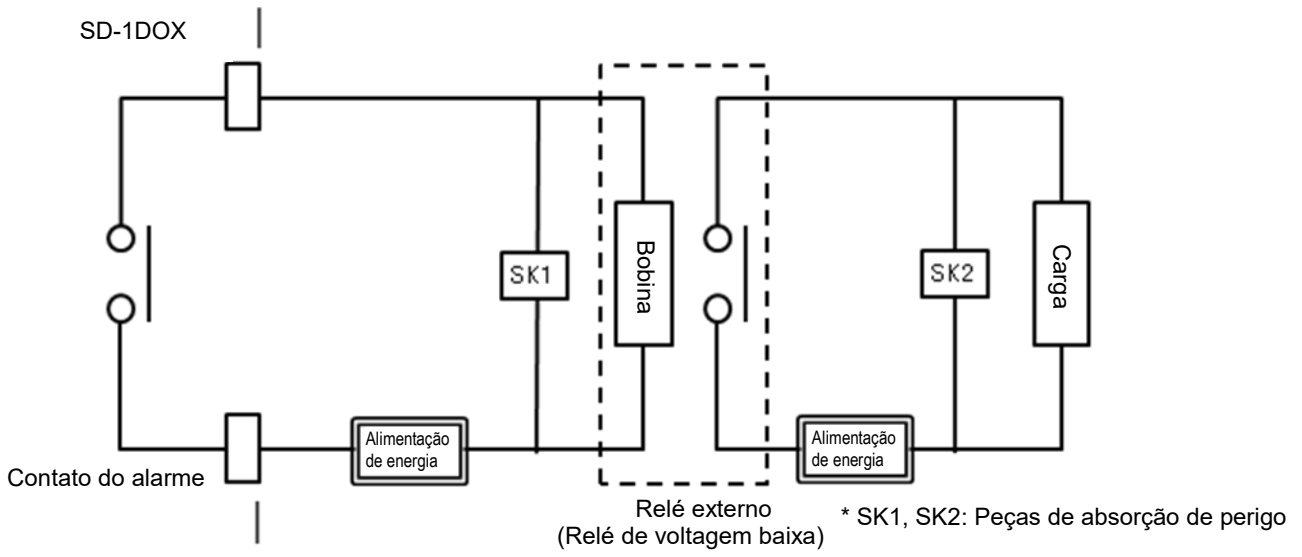 SD-1DOX
SK1
Bobina
SK2
Carga
Alimentação
de energia
Alimentação
de energia
Contato do alarme
Relé externo
(Relé de voltagem baixa)
* SK1, SK2: Peças de absorção de perigo